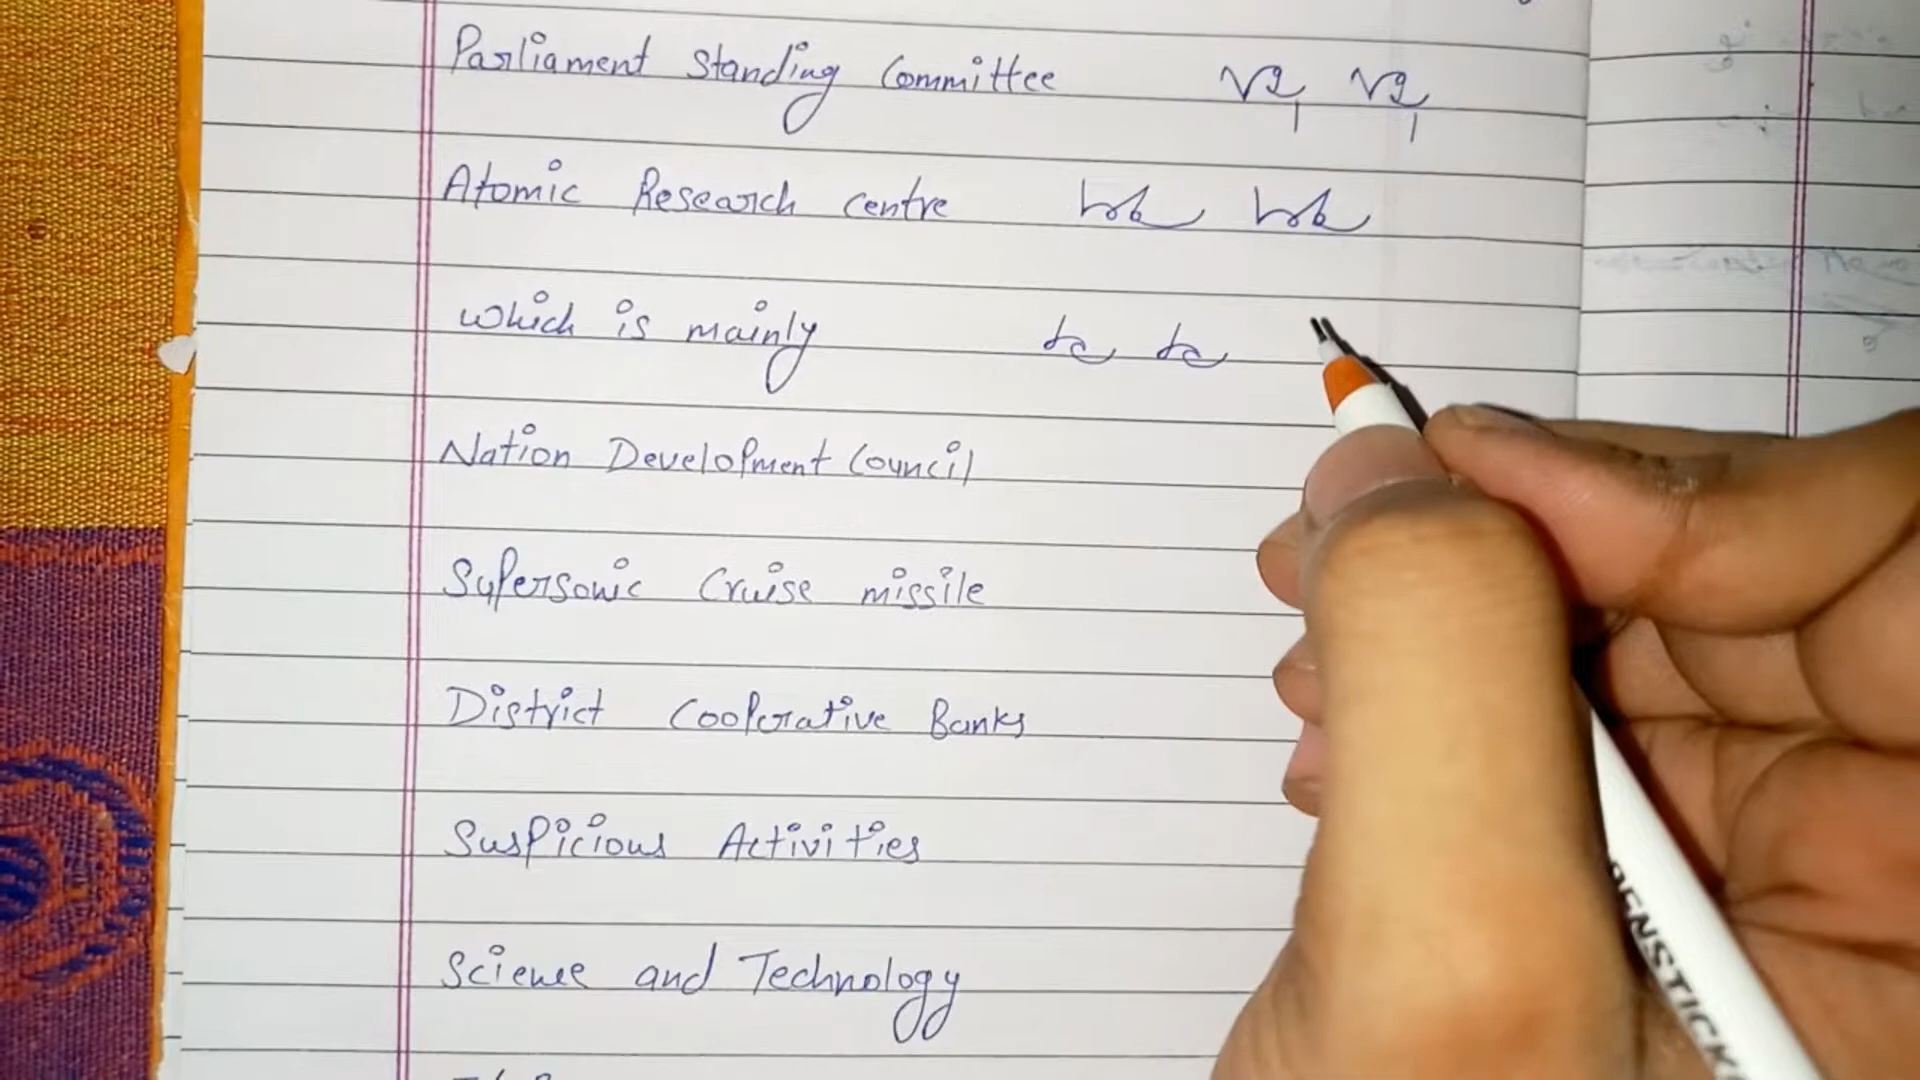 Parliament Standing Committee
Atomic Research centre
which is mainly
Nation Development Council
Supersonic Cruise missile
District Cooperative Banks
Suspicious Activities
Science and Technology